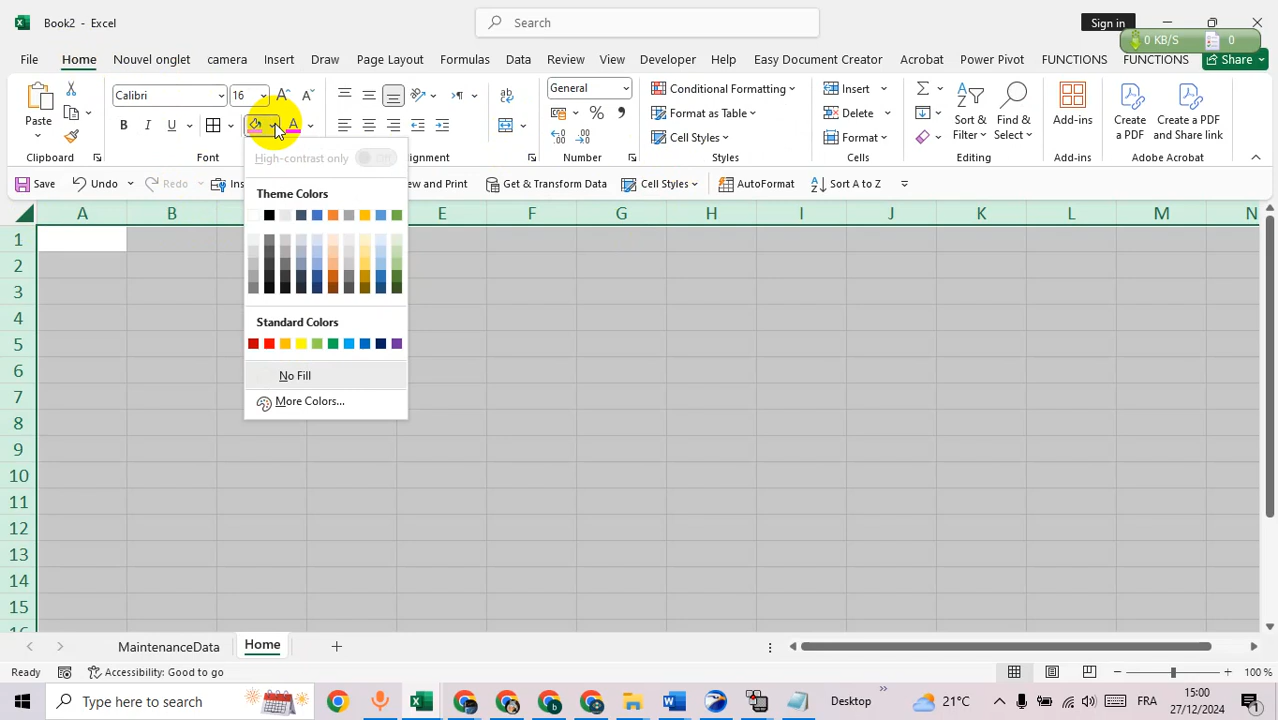 Book2 - Excel
Search
Sign in
0 KB/S
0
File Home Nouvel onglet camera Insert Draw Page Layout Formulas Data Review View Developer Help Easy Document Creator Acrobat Power Pivot FUNCTIONS FUNCTIONS Share
Paste
Calibri 16
B I U
General
Conditional Formatting
Format as Table
Cell Styles
Insert
Delete
Format
Sort & Filter
Find & Select
Add-ins
Create a PDF
Create a PDF and Share link
Clipboard Font Alignment Number Styles Cells Editing Add-ins Adobe Acrobat
Save Undo Redo Ins
ew and Print Get & Transform Data Cell Styles AutoFormat Sort A to Z
High-contrast only Off
Theme Colors
Standard Colors
No Fill
More Colors...
A B E F G H I J K L M N
1
2
3
4
5
6
7
8
9
10
11
12
13
14
15
16
MaintenanceData Home
Ready Accessibility: Good to go 100 %
Type here to search
Desktop
21°C
FRA
15:00
27/12/2024
1